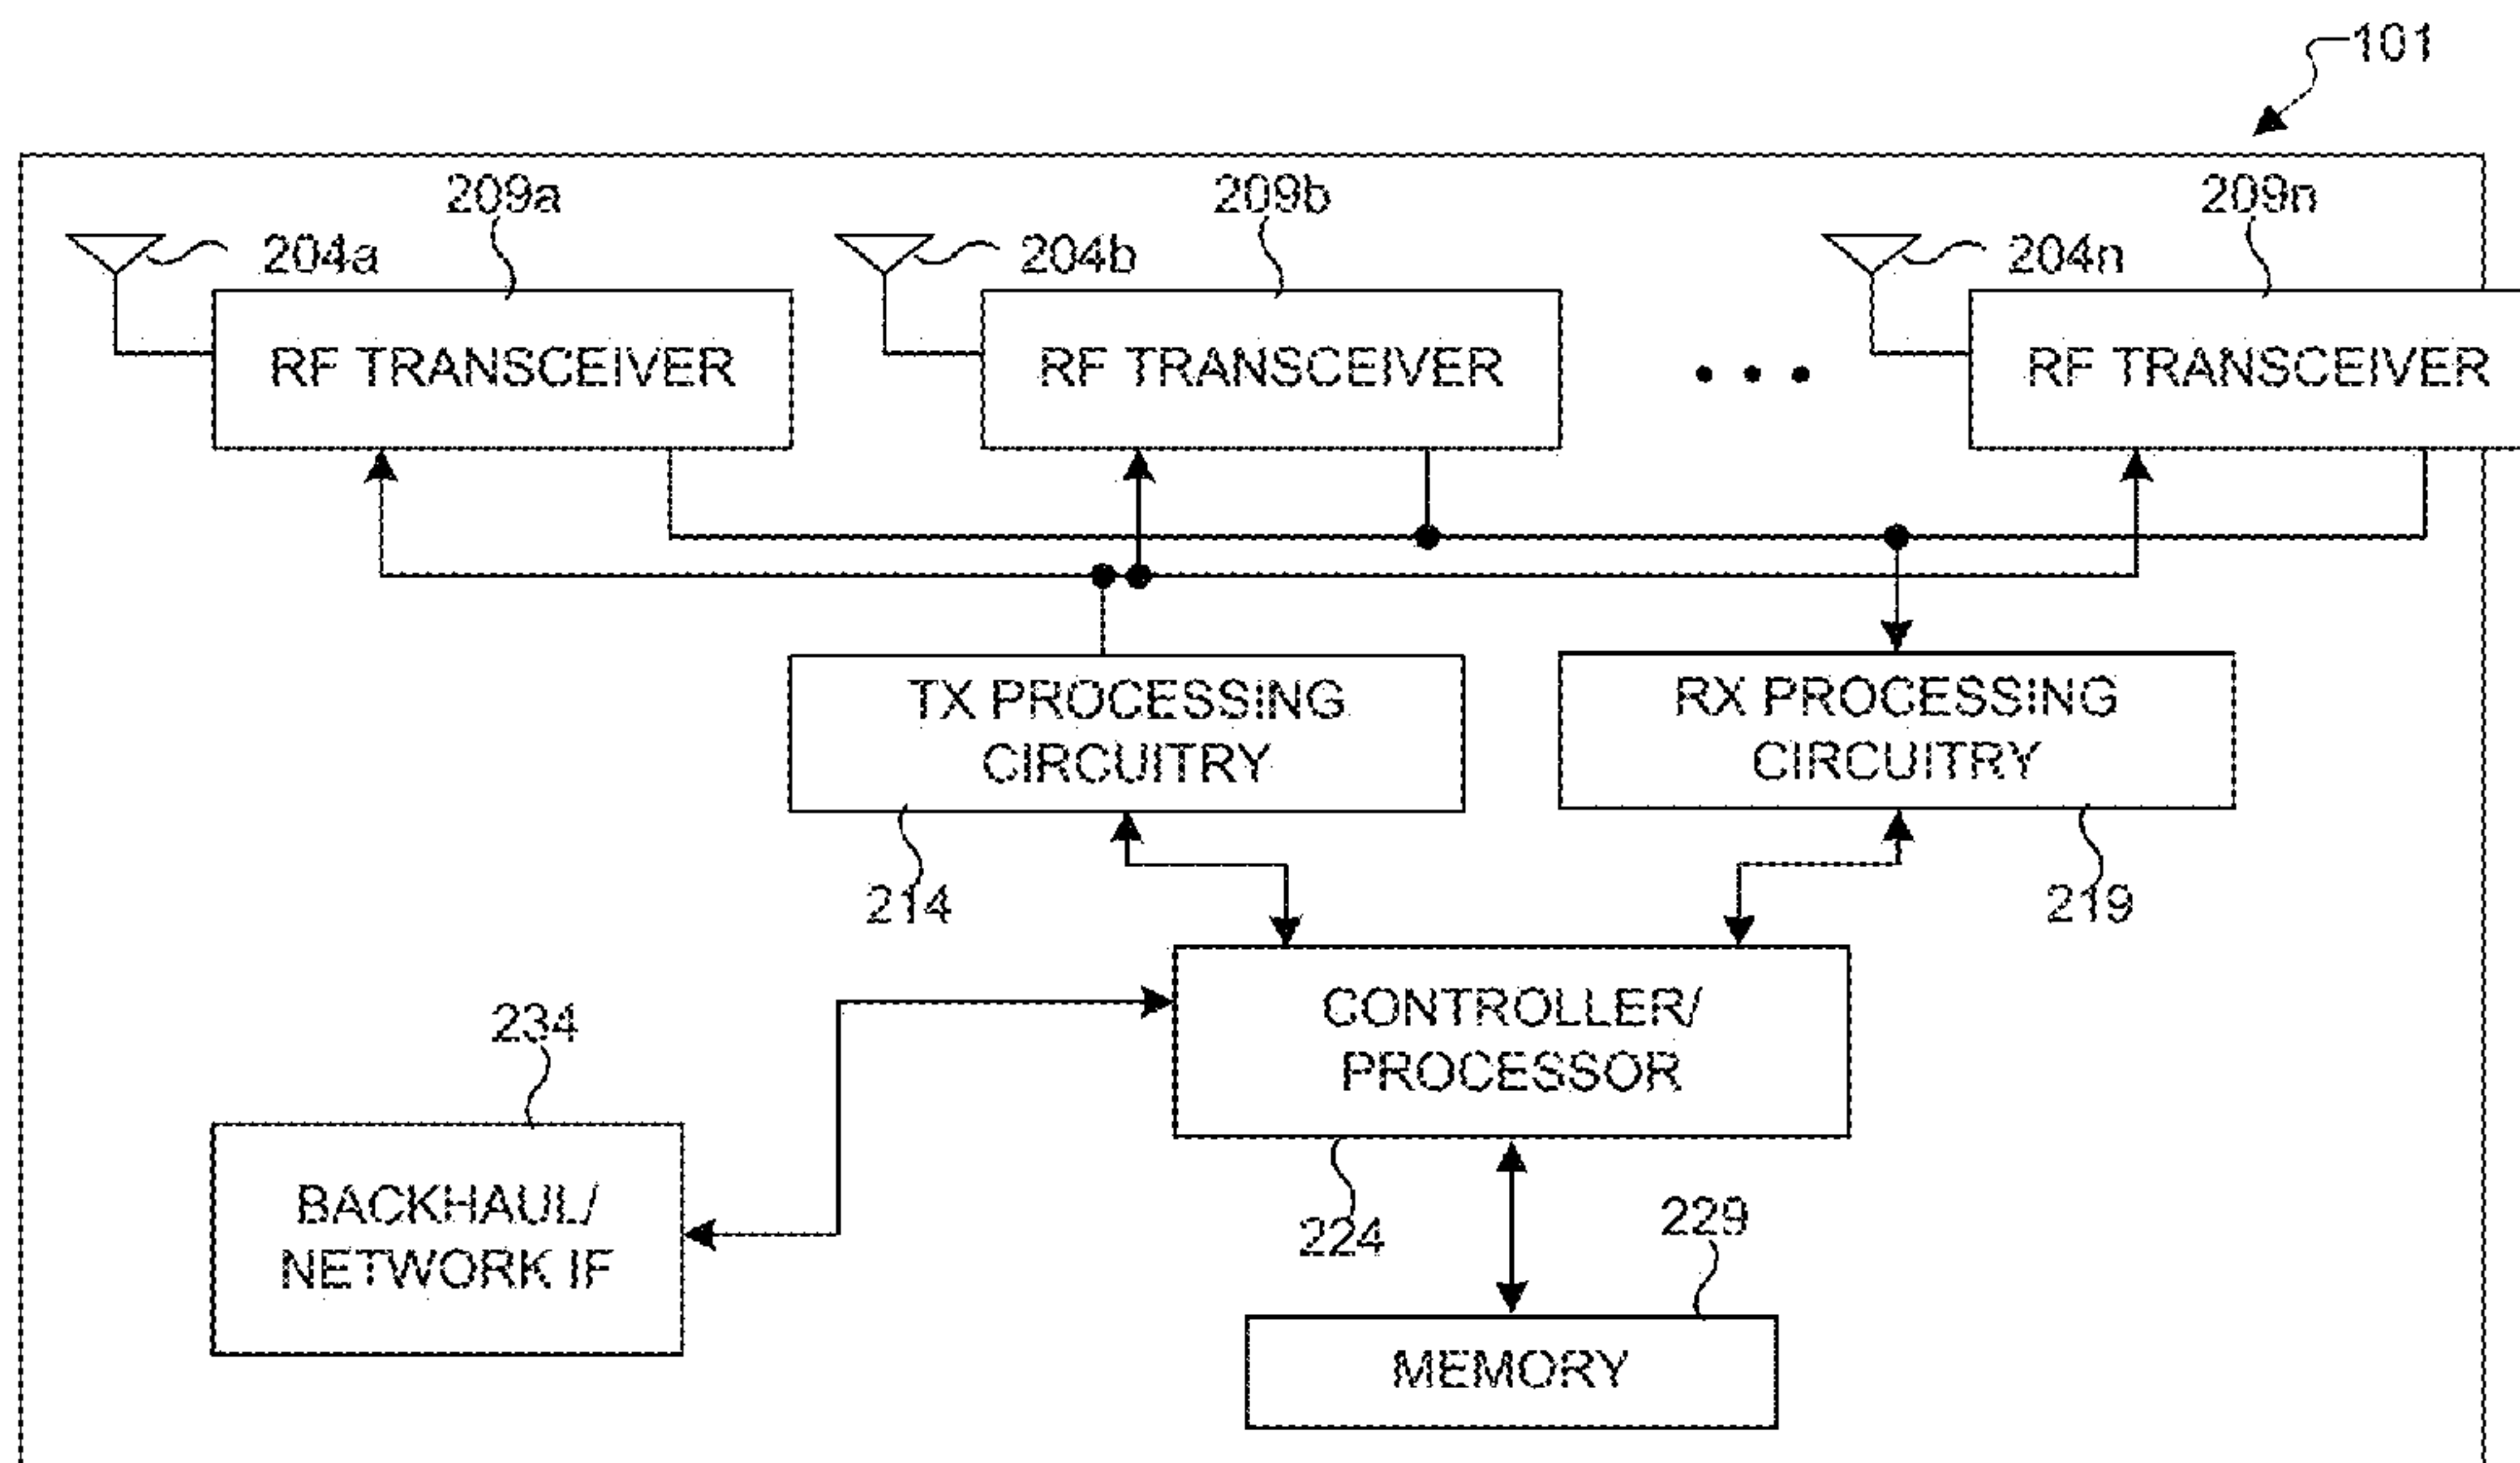 101
209a
209b
209n
204a
204b
204n
RF TRANSCEIVER
RF TRANSCEIVER
RF TRANSCEIVER
TX PROCESSING
CIRCUITRY
RX PROCESSING
CIRCUITRY
214
219
CONTROLLER/
PROCESSOR
234
BACKHAUL/
NETWORK IF
224
229
MEMORY